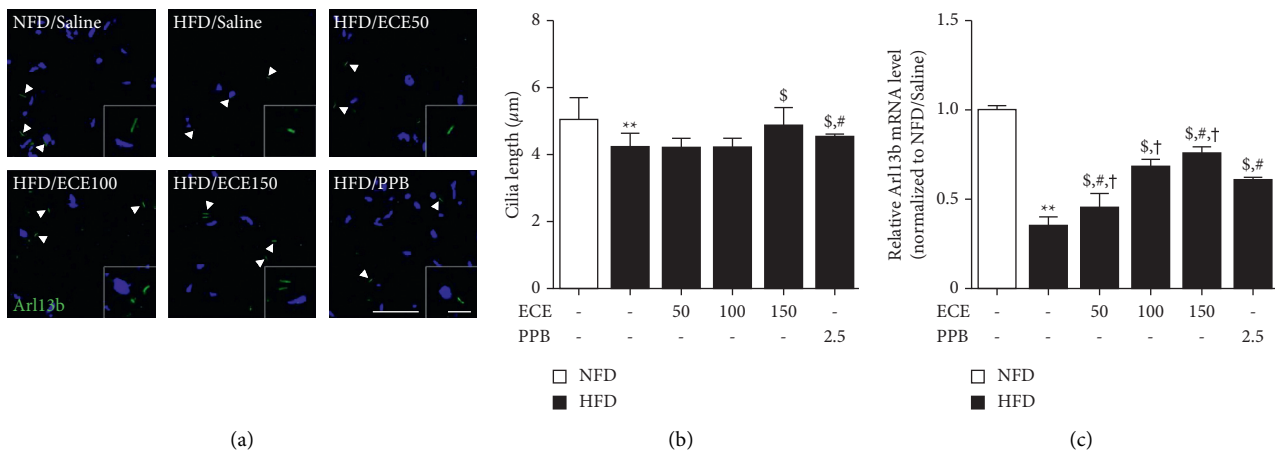 NFD/Saline
HFD/Saline
HFD/ECE50
HFD/ECE100
HFD/ECE150
HFD/PPB
Arl13b
(a)
Cilia length (μm)
8
6
4
2
0
**
$
$,#
ECE - - 50 100 150 -
PPB - - - - - 2.5
NFD
HFD
(b)
Relative Arl13b mRNA level
(normalized to NFD/Saline)
1.5
1.0
0.5
0
**
$,#,†
$,†
$,#,†
$,#
ECE - - 50 100 150 -
PPB - - - - - 2.5
NFD
HFD
(c)